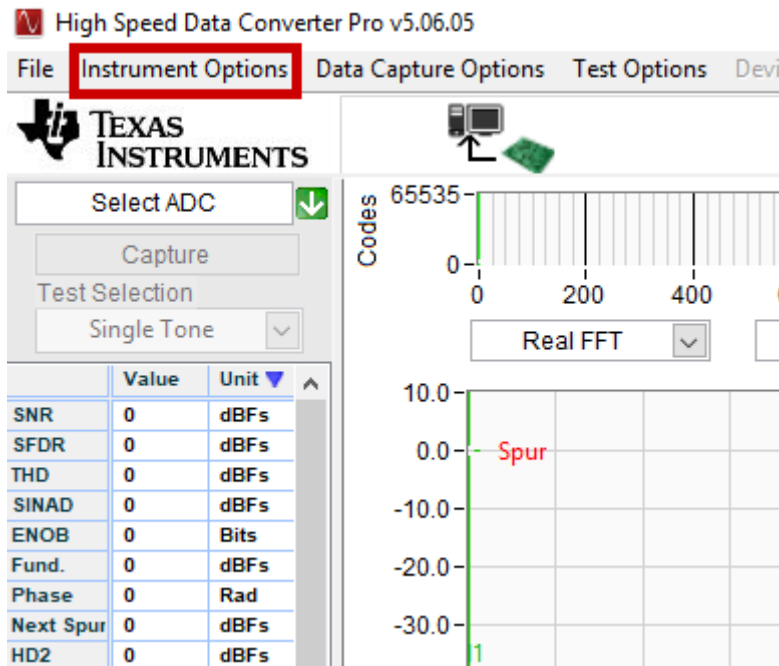 High Speed Data Converter Pro v5.06.05
File Instrument Options Data Capture Options Test Options
TEXAS
INSTRUMENTS
Select ADC
Capture
Test Selection
Single Tone
Value Unit
SNR 0 dBFs
SFDR 0 dBFs
THD 0 dBFs
SINAD 0 dBFs
ENOB 0 Bits
Fund. 0 dBFs
Phase 0 Rad
Next Spur 0 dBFs
HD2 0 dBFs
Codes
65535
0
0 200 400
Real FFT
10.0
0.0 Spur
-10.0
-20.0
-30.0
1